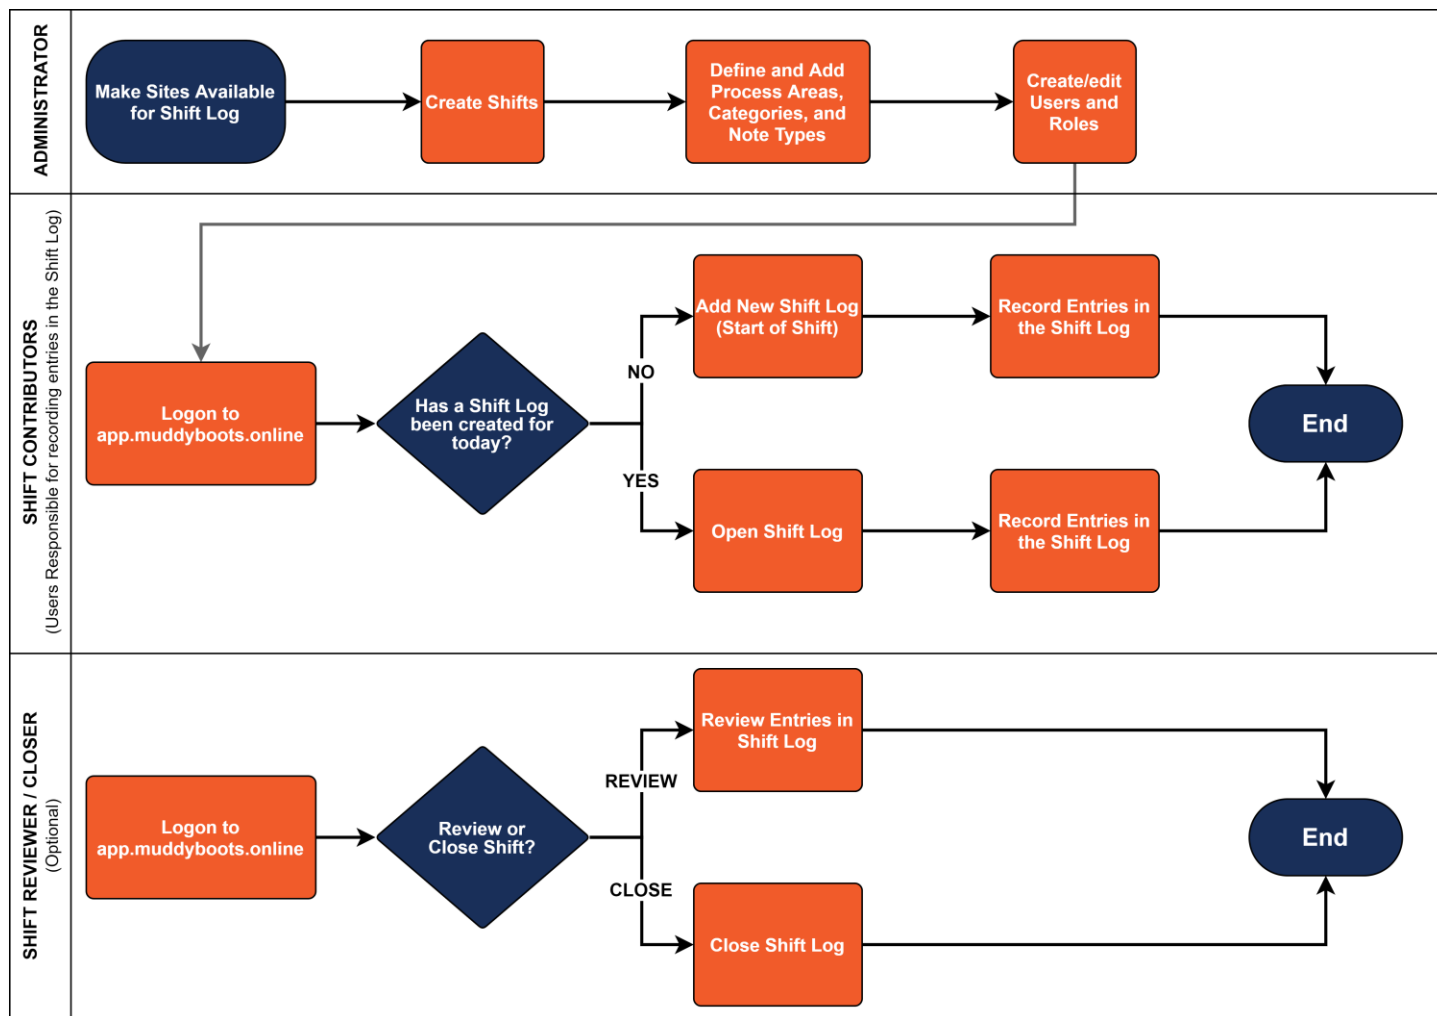 ADMINISTRATOR
Make Sites Available
for Shift Log
Create Shifts
Define and Add
Process Areas,
Categories, and
Note Types
Create/edit
Users and
Roles
SHIFT CONTRIBUTORS
(Users Responsible for recording entries in the Shift Log)
Logon to
app.muddyboots.online
Has a Shift Log
been created for
today?
NO
Add New Shift Log
(Start of Shift)
Record Entries in
the Shift Log
YES
Open Shift Log
Record Entries in
the Shift Log
End
SHIFT REVIEWER / CLOSER
(Optional)
Logon to
app.muddyboots.online
Review or
Close Shift?
REVIEW
Review Entries in
Shift Log
CLOSE
Close Shift Log
End